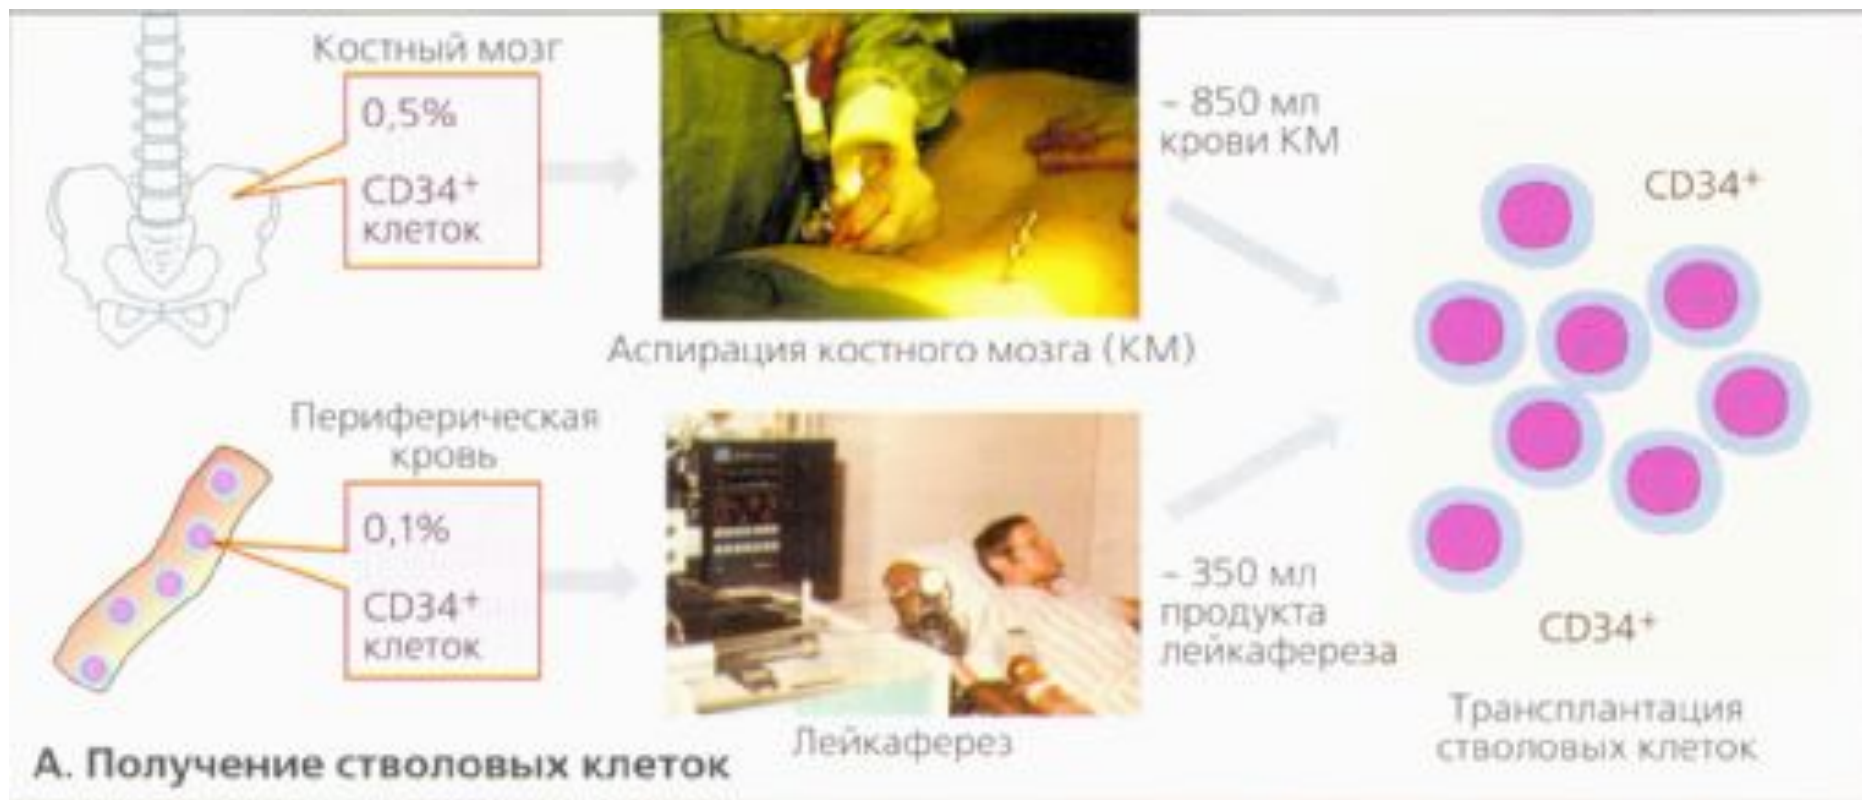 Костный мозг
0,5%
CD34⁺
клеток
~ 850 мл
крови КМ
CD34⁺
Аспирация костного мозга (КМ)
Периферическая
кровь
0,1%
CD34⁺
клеток
~ 350 мл
продукта
лейкафереза
CD34⁺
Трансплантация
стволовых клеток
Лейкаферез
А. Получение стволовых клеток